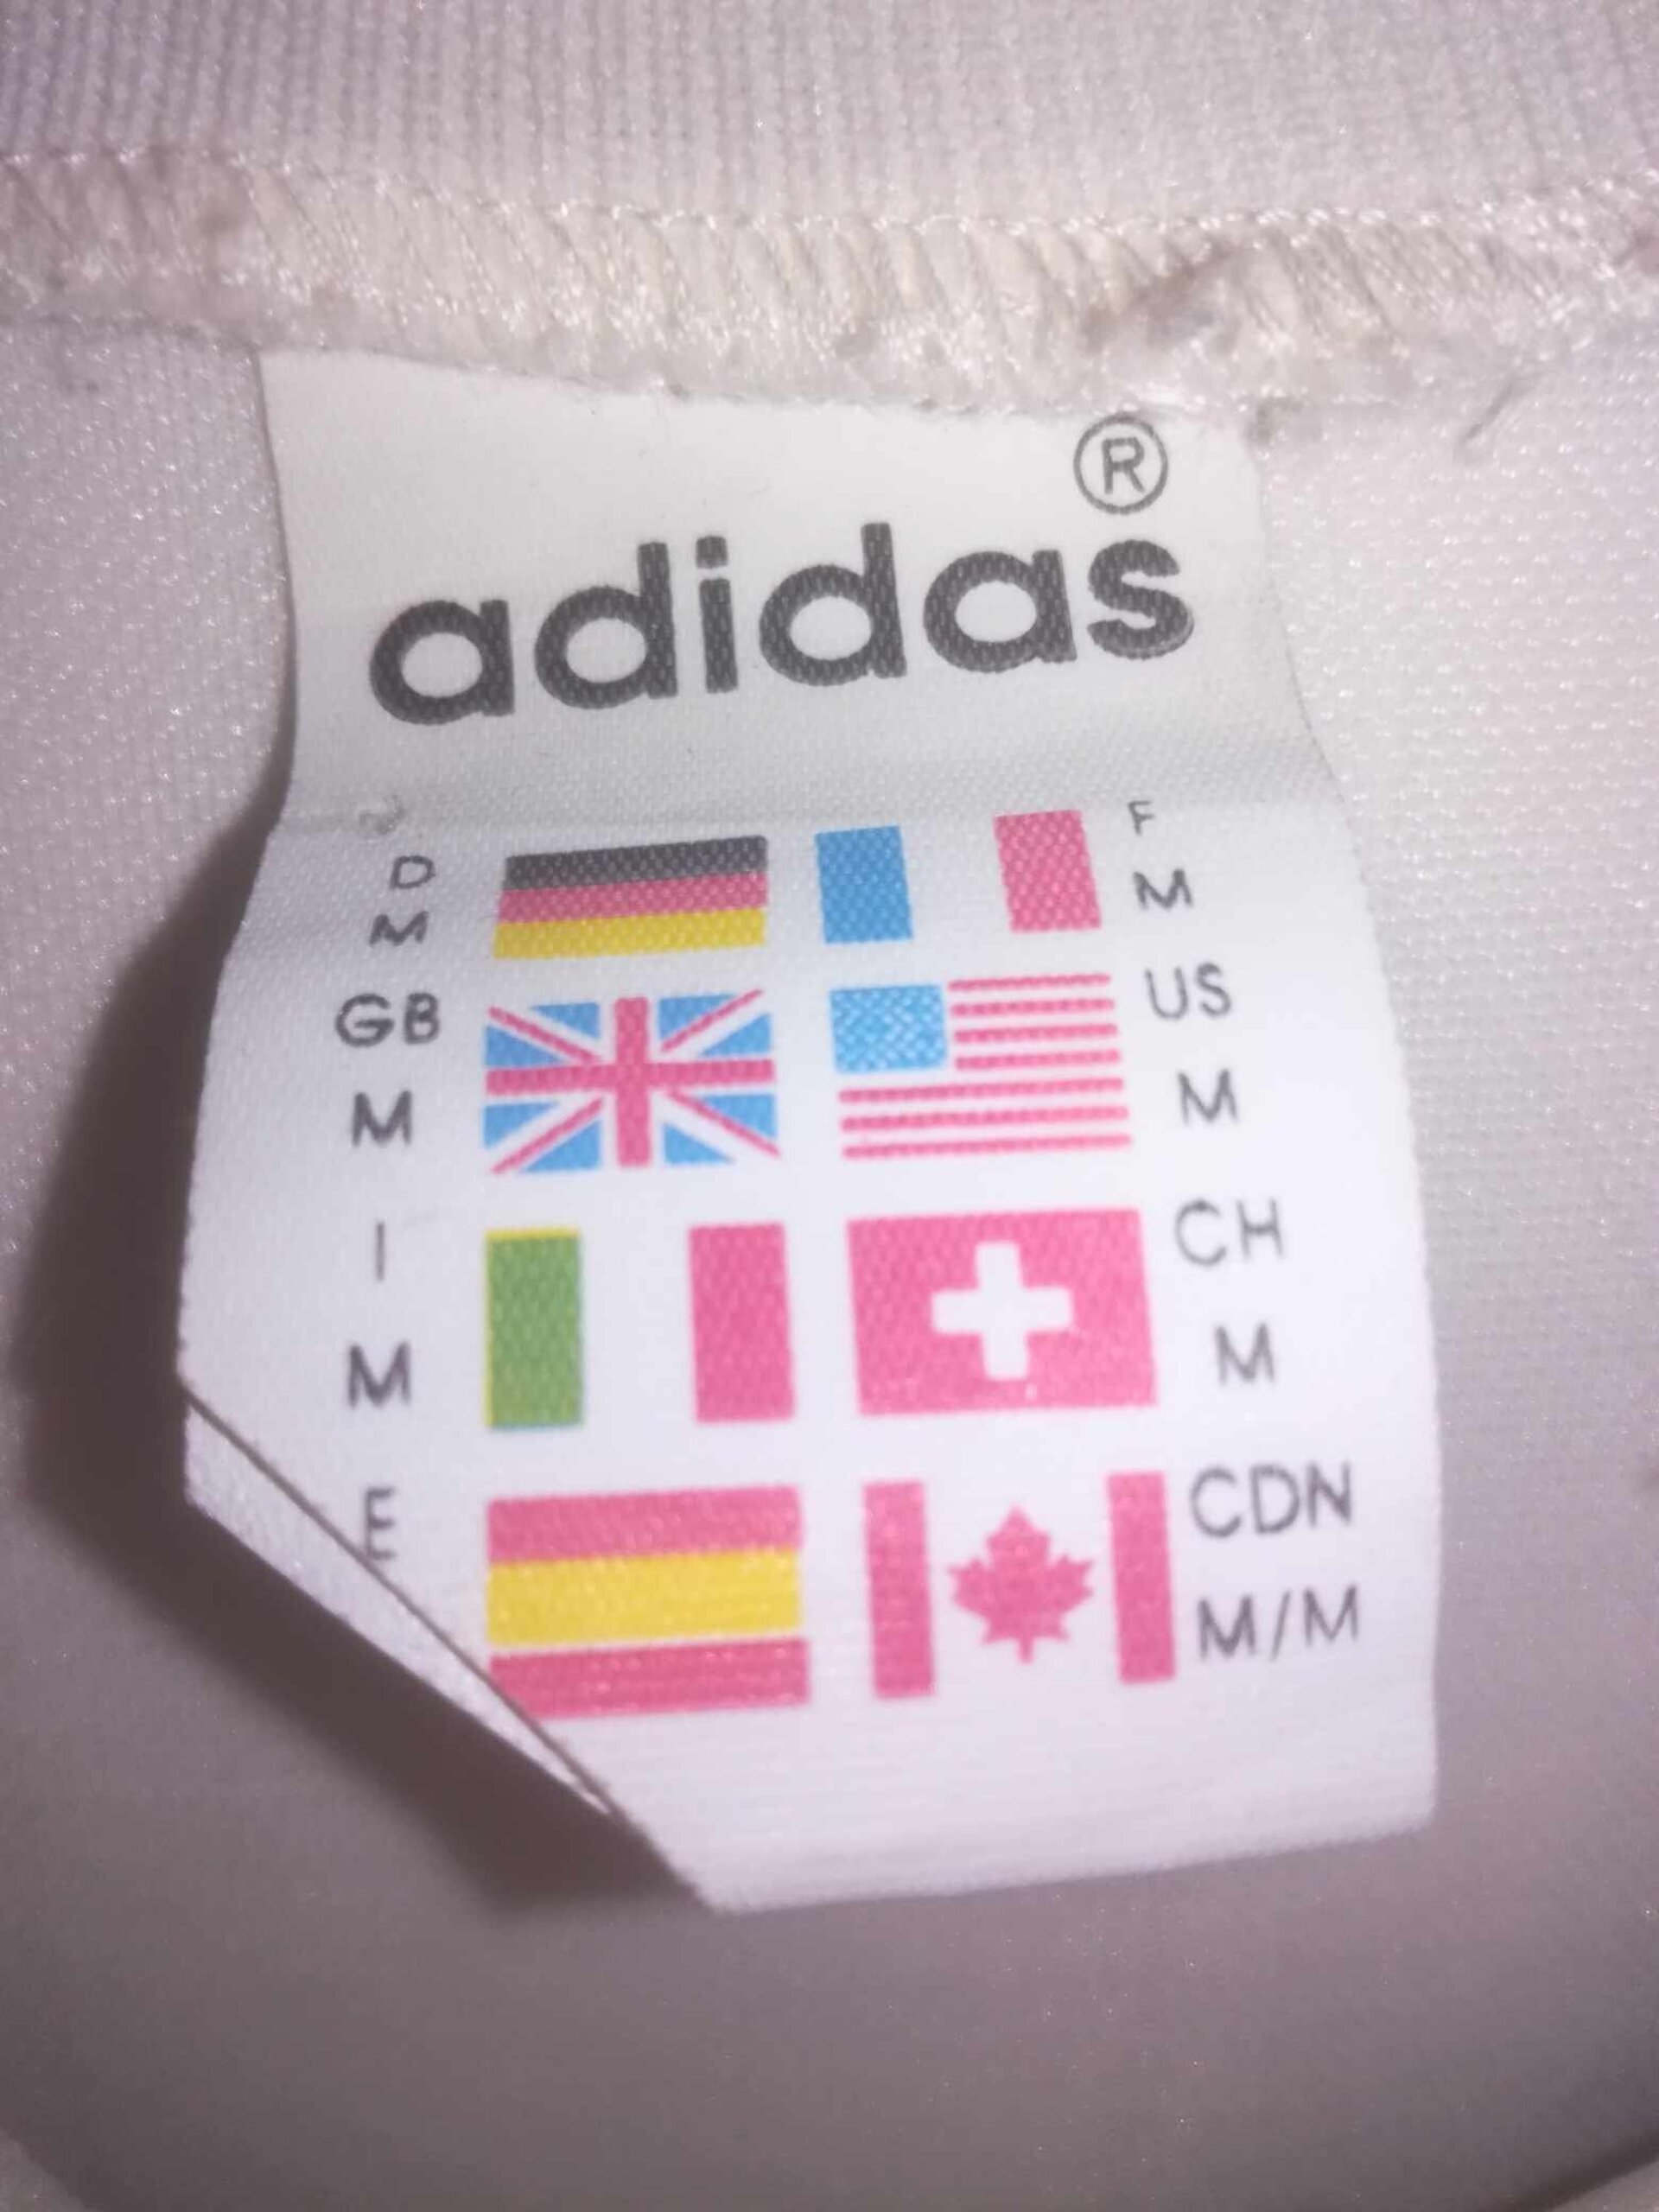 ®
adidas
D F
M M
GB US
M M
I CH
M M
E CDN
M/M